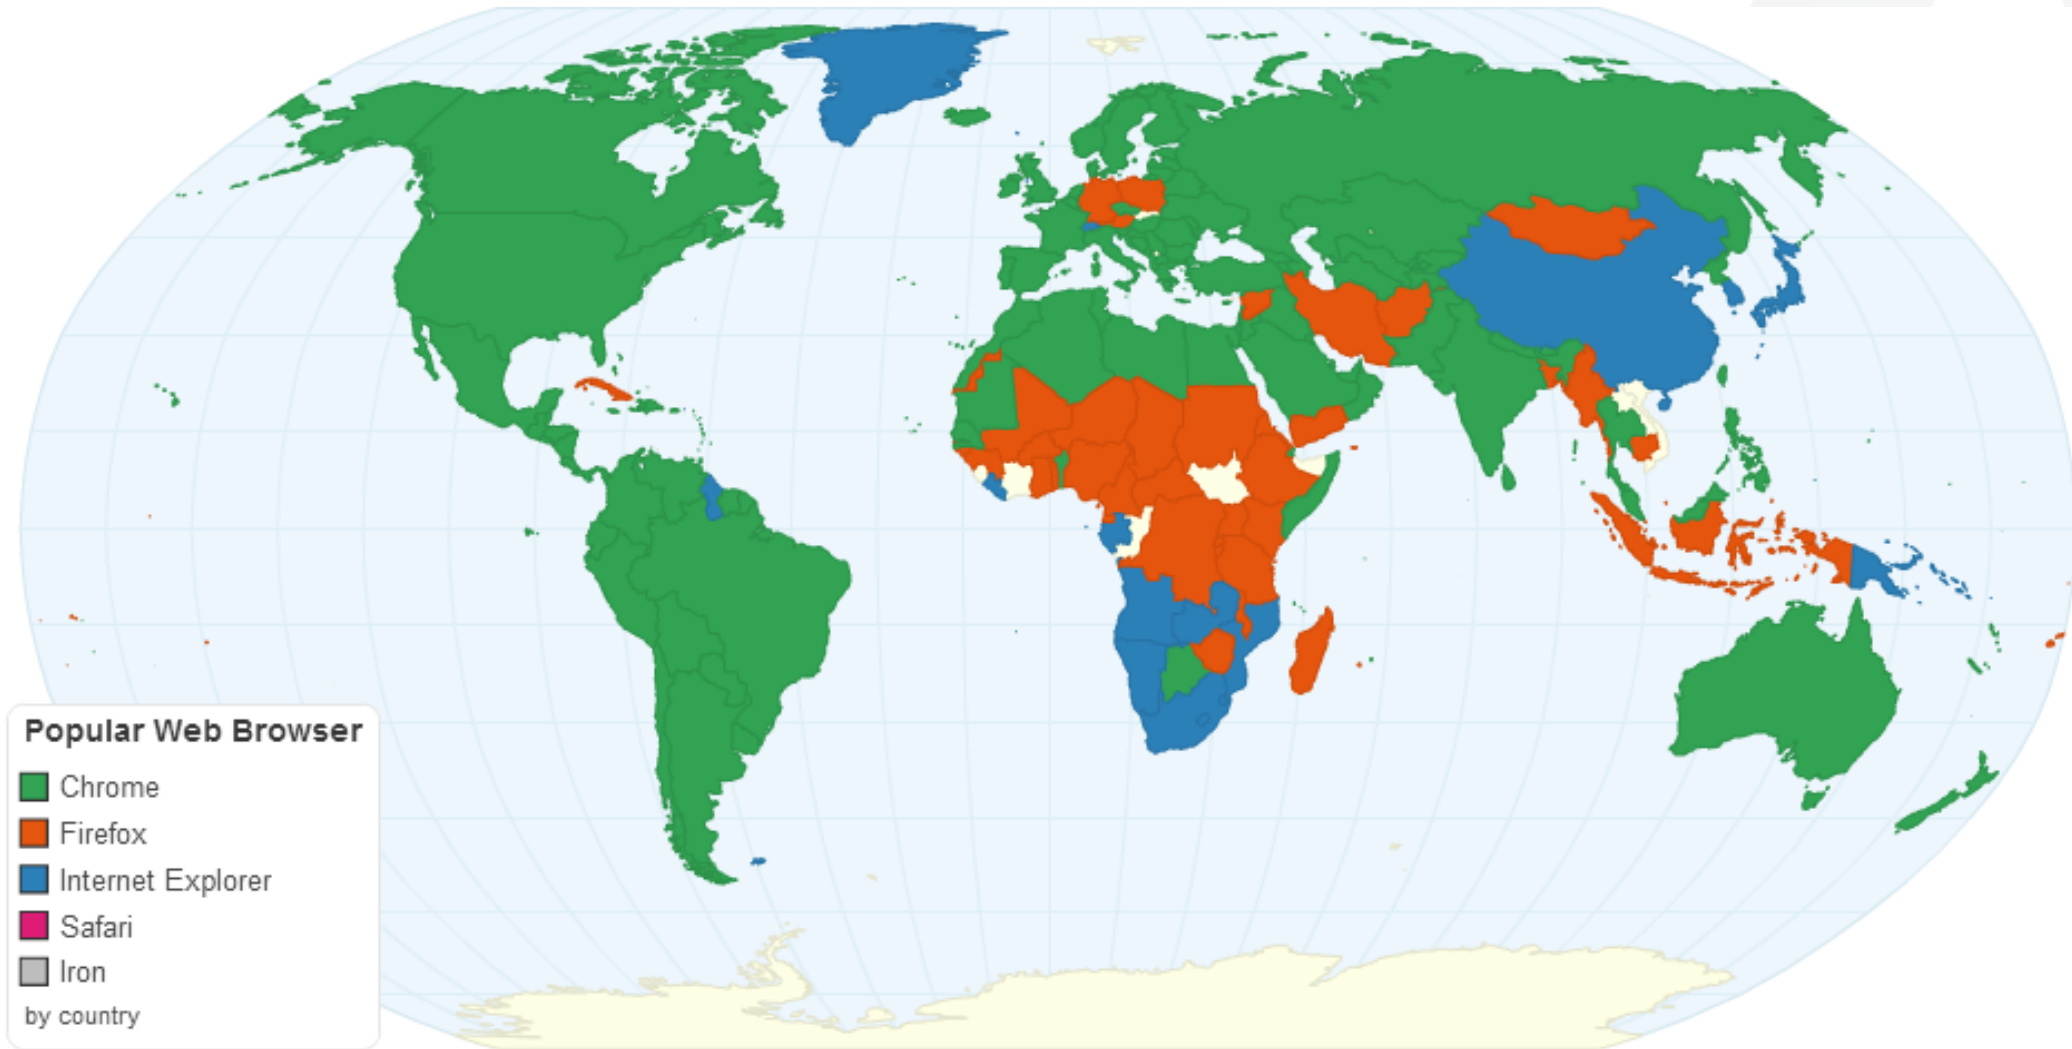 Popular Web Browser
Chrome
Firefox
Internet Explorer
Safari
Iron
by country